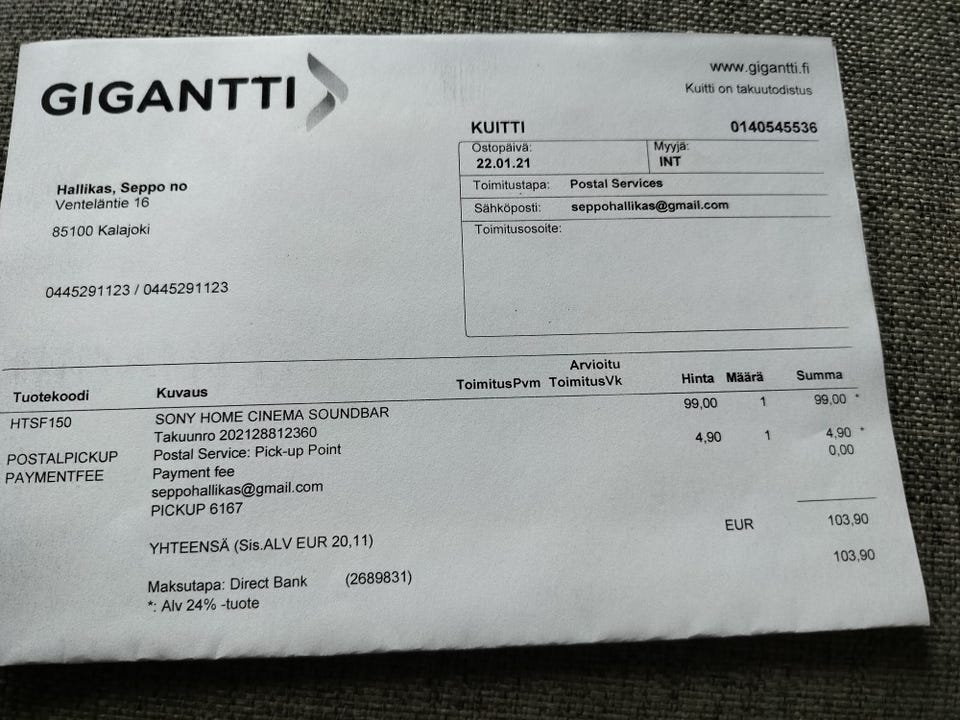 GIGANTTI
www.gigantti.fi
Kuitti on takuutodistus
KUITTI 0140545536
Ostopäivä: Myyjä:
22.01.21 INT
Toimitustapa: Postal Services
Sähköposti: seppohallikas@gmail.com
Toimitusosoite:
Hallikas, Seppo no
Venteläntie 16
85100 Kalajoki
0445291123 / 0445291123
Tuotekoodi Kuvaus ToimitusPvm Arvioitu ToimitusVk Hinta Määrä Summa
HTSF150 SONY HOME CINEMA SOUNDBAR 99,00 1 99,00 *
Takuunro 202128812360
POSTALPICKUP Postal Service: Pick-up Point 4,90 1 4,90 *
PAYMENTFEE Payment fee 0,00
seppohallikas@gmail.com
PICKUP 6167
YHTEENSÄ (Sis.ALV EUR 20,11) EUR 103,90
Maksutapa: Direct Bank (2689831) 103,90
*: Alv 24% -tuote